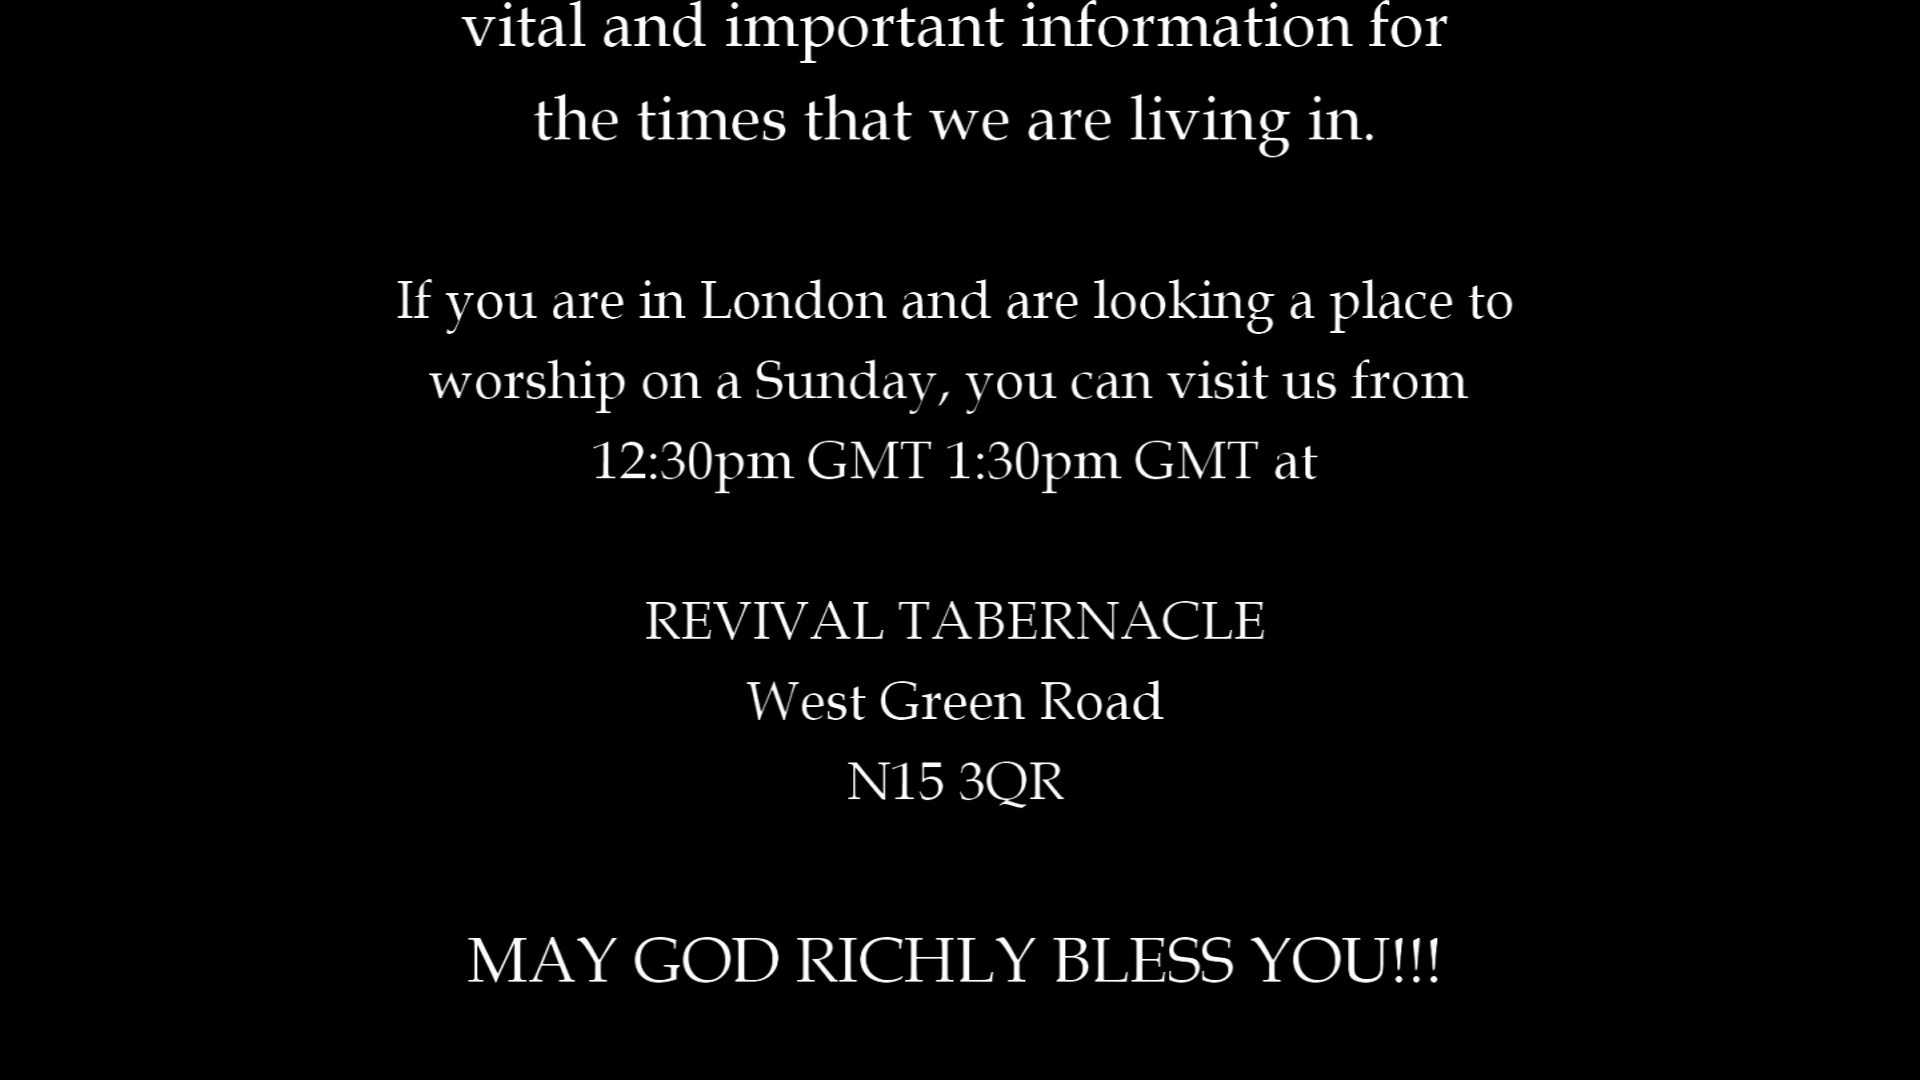 vital and important information for
the times that we are living in.
If you are in London and are looking a place to
worship on a Sunday, you can visit us from
12:30pm GMT 1:30pm GMT at
REVIVAL TABERNACLE
West Green Road
N15 3QR
MAY GOD RICHLY BLESS YOU!!!